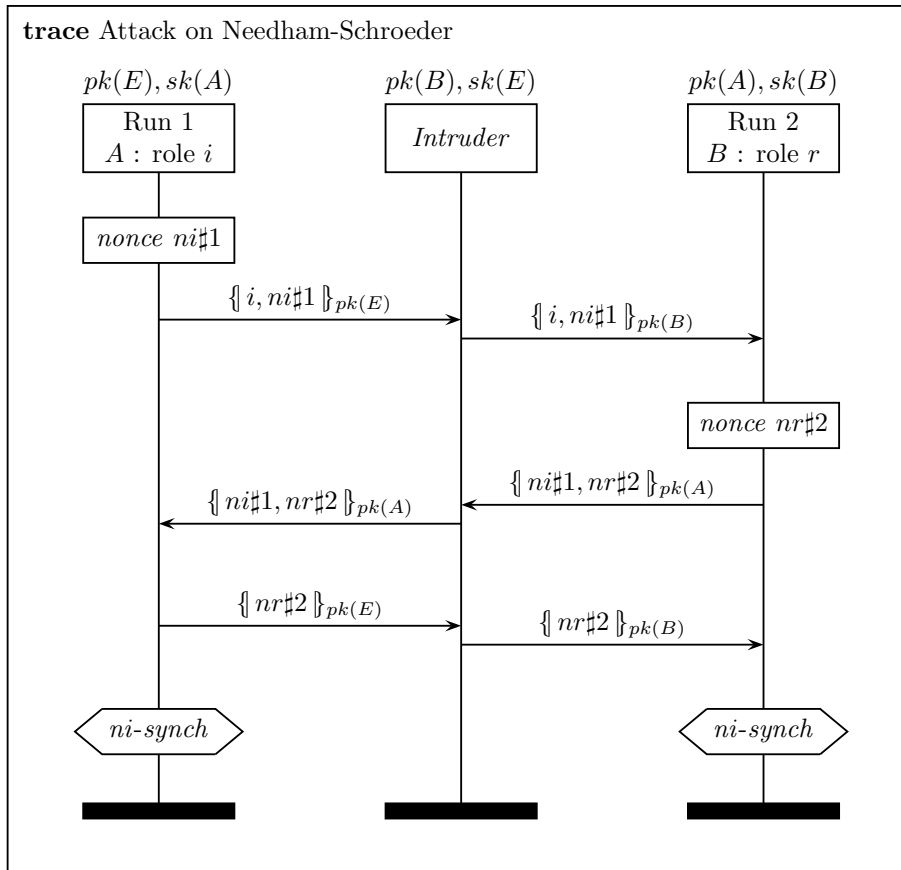 trace Attack on Needham-Schroeder
pk(E), sk(A)
pk(B), sk(E)
pk(A), sk(B)
Run 1
A : role i
Intruder
Run 2
B : role r
nonce ni♯1
⦃ i, ni♯1 ⦄pk(E)
⦃ i, ni♯1 ⦄pk(B)
nonce nr♯2
⦃ ni♯1, nr♯2 ⦄pk(A)
⦃ ni♯1, nr♯2 ⦄pk(A)
⦃ nr♯2 ⦄pk(E)
⦃ nr♯2 ⦄pk(B)
ni-synch
ni-synch